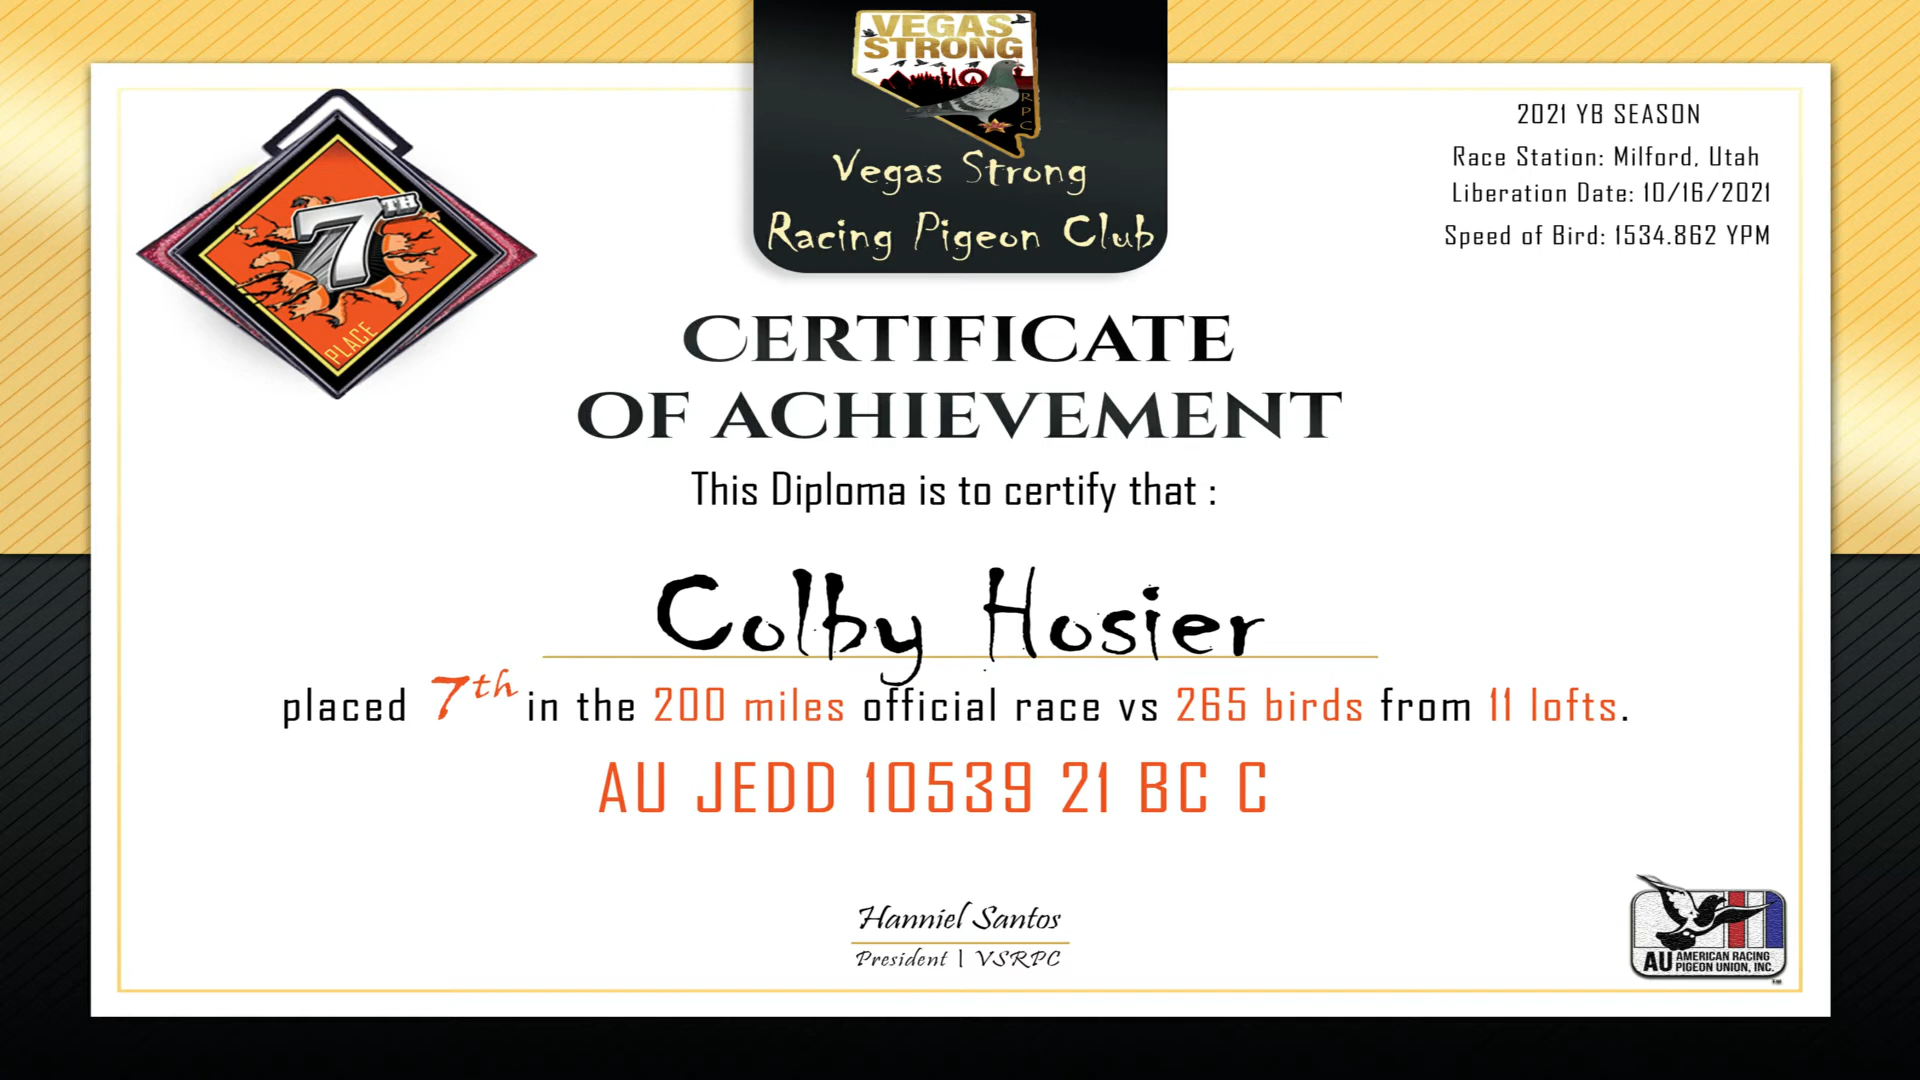 VEGAS
STRONG
RPC
Vegas Strong
Racing Pigeon Club
2021 YB SEASON
Race Station: Milford, Utah
Liberation Date: 10/16/2021
Speed of Bird: 1534.862 YPM
7TH
PLACE
CERTIFICATE
OF ACHIEVEMENT
This Diploma is to certify that :
Colby Hosier
placed 7th in the 200 miles official race vs 265 birds from 11 lofts.
AU JEDD 10539 21 BC C
Hanniel Santos
President | VSRPC
AU AMERICAN RACING
PIGEON UNION, INC.